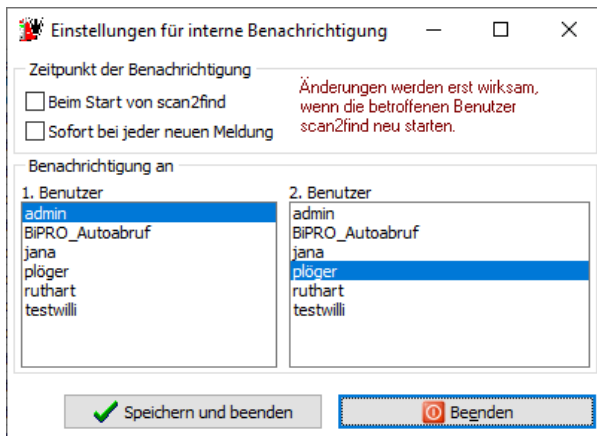 Einstellungen für interne Benachrichtigung
Zeitpunkt der Benachrichtigung
Beim Start von scan2find
Sofort bei jeder neuen Meldung
Änderungen werden erst wirksam,
wenn die betroffenen Benutzer
scan2find neu starten.
Benachrichtigung an
1. Benutzer
admin
BiPRO_Autoabruf
jana
plöger
ruthart
testwilli
2. Benutzer
admin
BiPRO_Autoabruf
jana
plöger
ruthart
testwilli
Speichern und beenden
Beenden